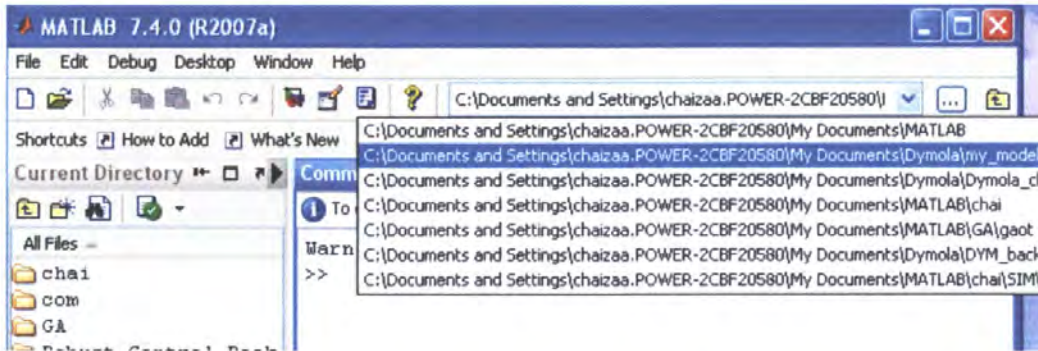 MATLAB 7.4.0 (R2007a)
File Edit Debug Desktop Window Help
C:\Documents and Settings\chaizaa.POWER-2CBF20580\
Shortcuts How to Add What's New
C:\Documents and Settings\chaizaa.POWER-2CBF20580\My Documents\MATLAB
C:\Documents and Settings\chaizaa.POWER-2CBF20580\My Documents\Dymola\my_model
C:\Documents and Settings\chaizaa.POWER-2CBF20580\My Documents\Dymola\Dymola_c
C:\Documents and Settings\chaizaa.POWER-2CBF20580\My Documents\MATLAB\chai
C:\Documents and Settings\chaizaa.POWER-2CBF20580\My Documents\MATLAB\GA\gaot
C:\Documents and Settings\chaizaa.POWER-2CBF20580\My Documents\Dymola\DYM_back
C:\Documents and Settings\chaizaa.POWER-2CBF20580\My Documents\MATLAB\chai\SIM
Current Directory
Comm
To
All Files
Warn
>>
chai
com
GA